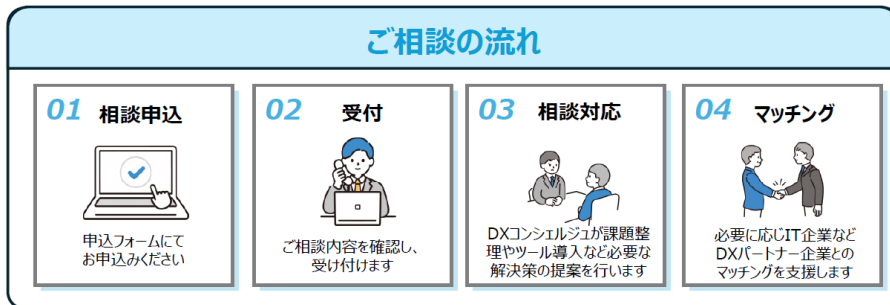 ご相談の流れ
01 相談申込
申込フォームにて
お申込みください
02 受付
ご相談内容を確認し、
受け付けます
03 相談対応
DXコンシェルジュが課題整
理やツール導入など必要な
解決策の提案を行います
04 マッチング
必要に応じIT企業など
DXパートナー企業との
マッチングを支援します